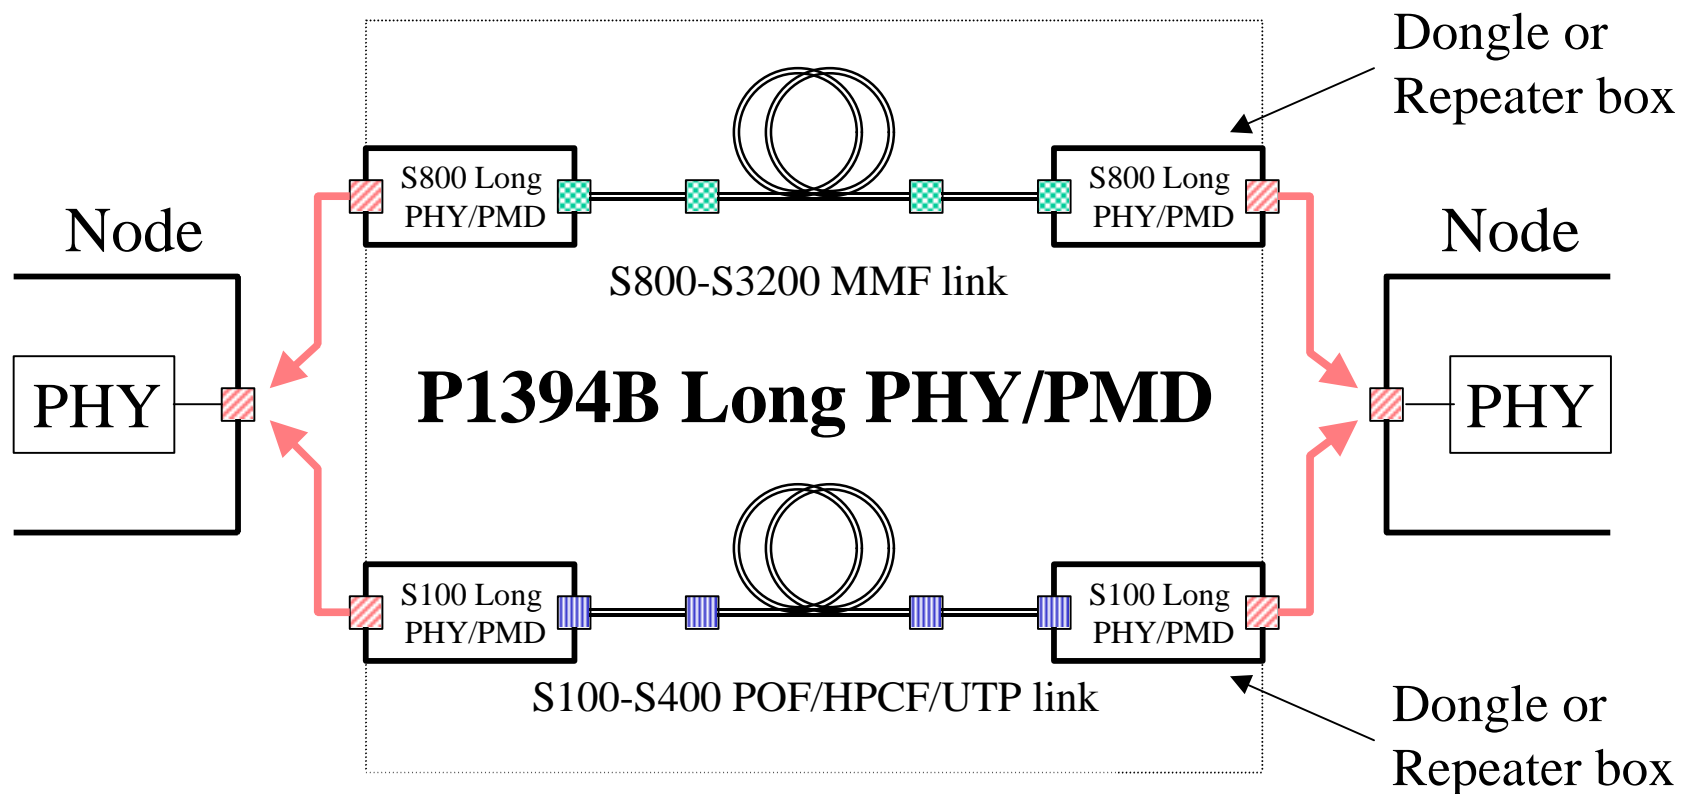 Dongle or
Repeater box
S800 Long
PHY/PMD
S800 Long
PHY/PMD
Node
Node
S800-S3200 MMF link
PHY
P1394B Long PHY/PMD
PHY
S100 Long
PHY/PMD
S100 Long
PHY/PMD
S100-S400 POF/HPCF/UTP link
Dongle or
Repeater box